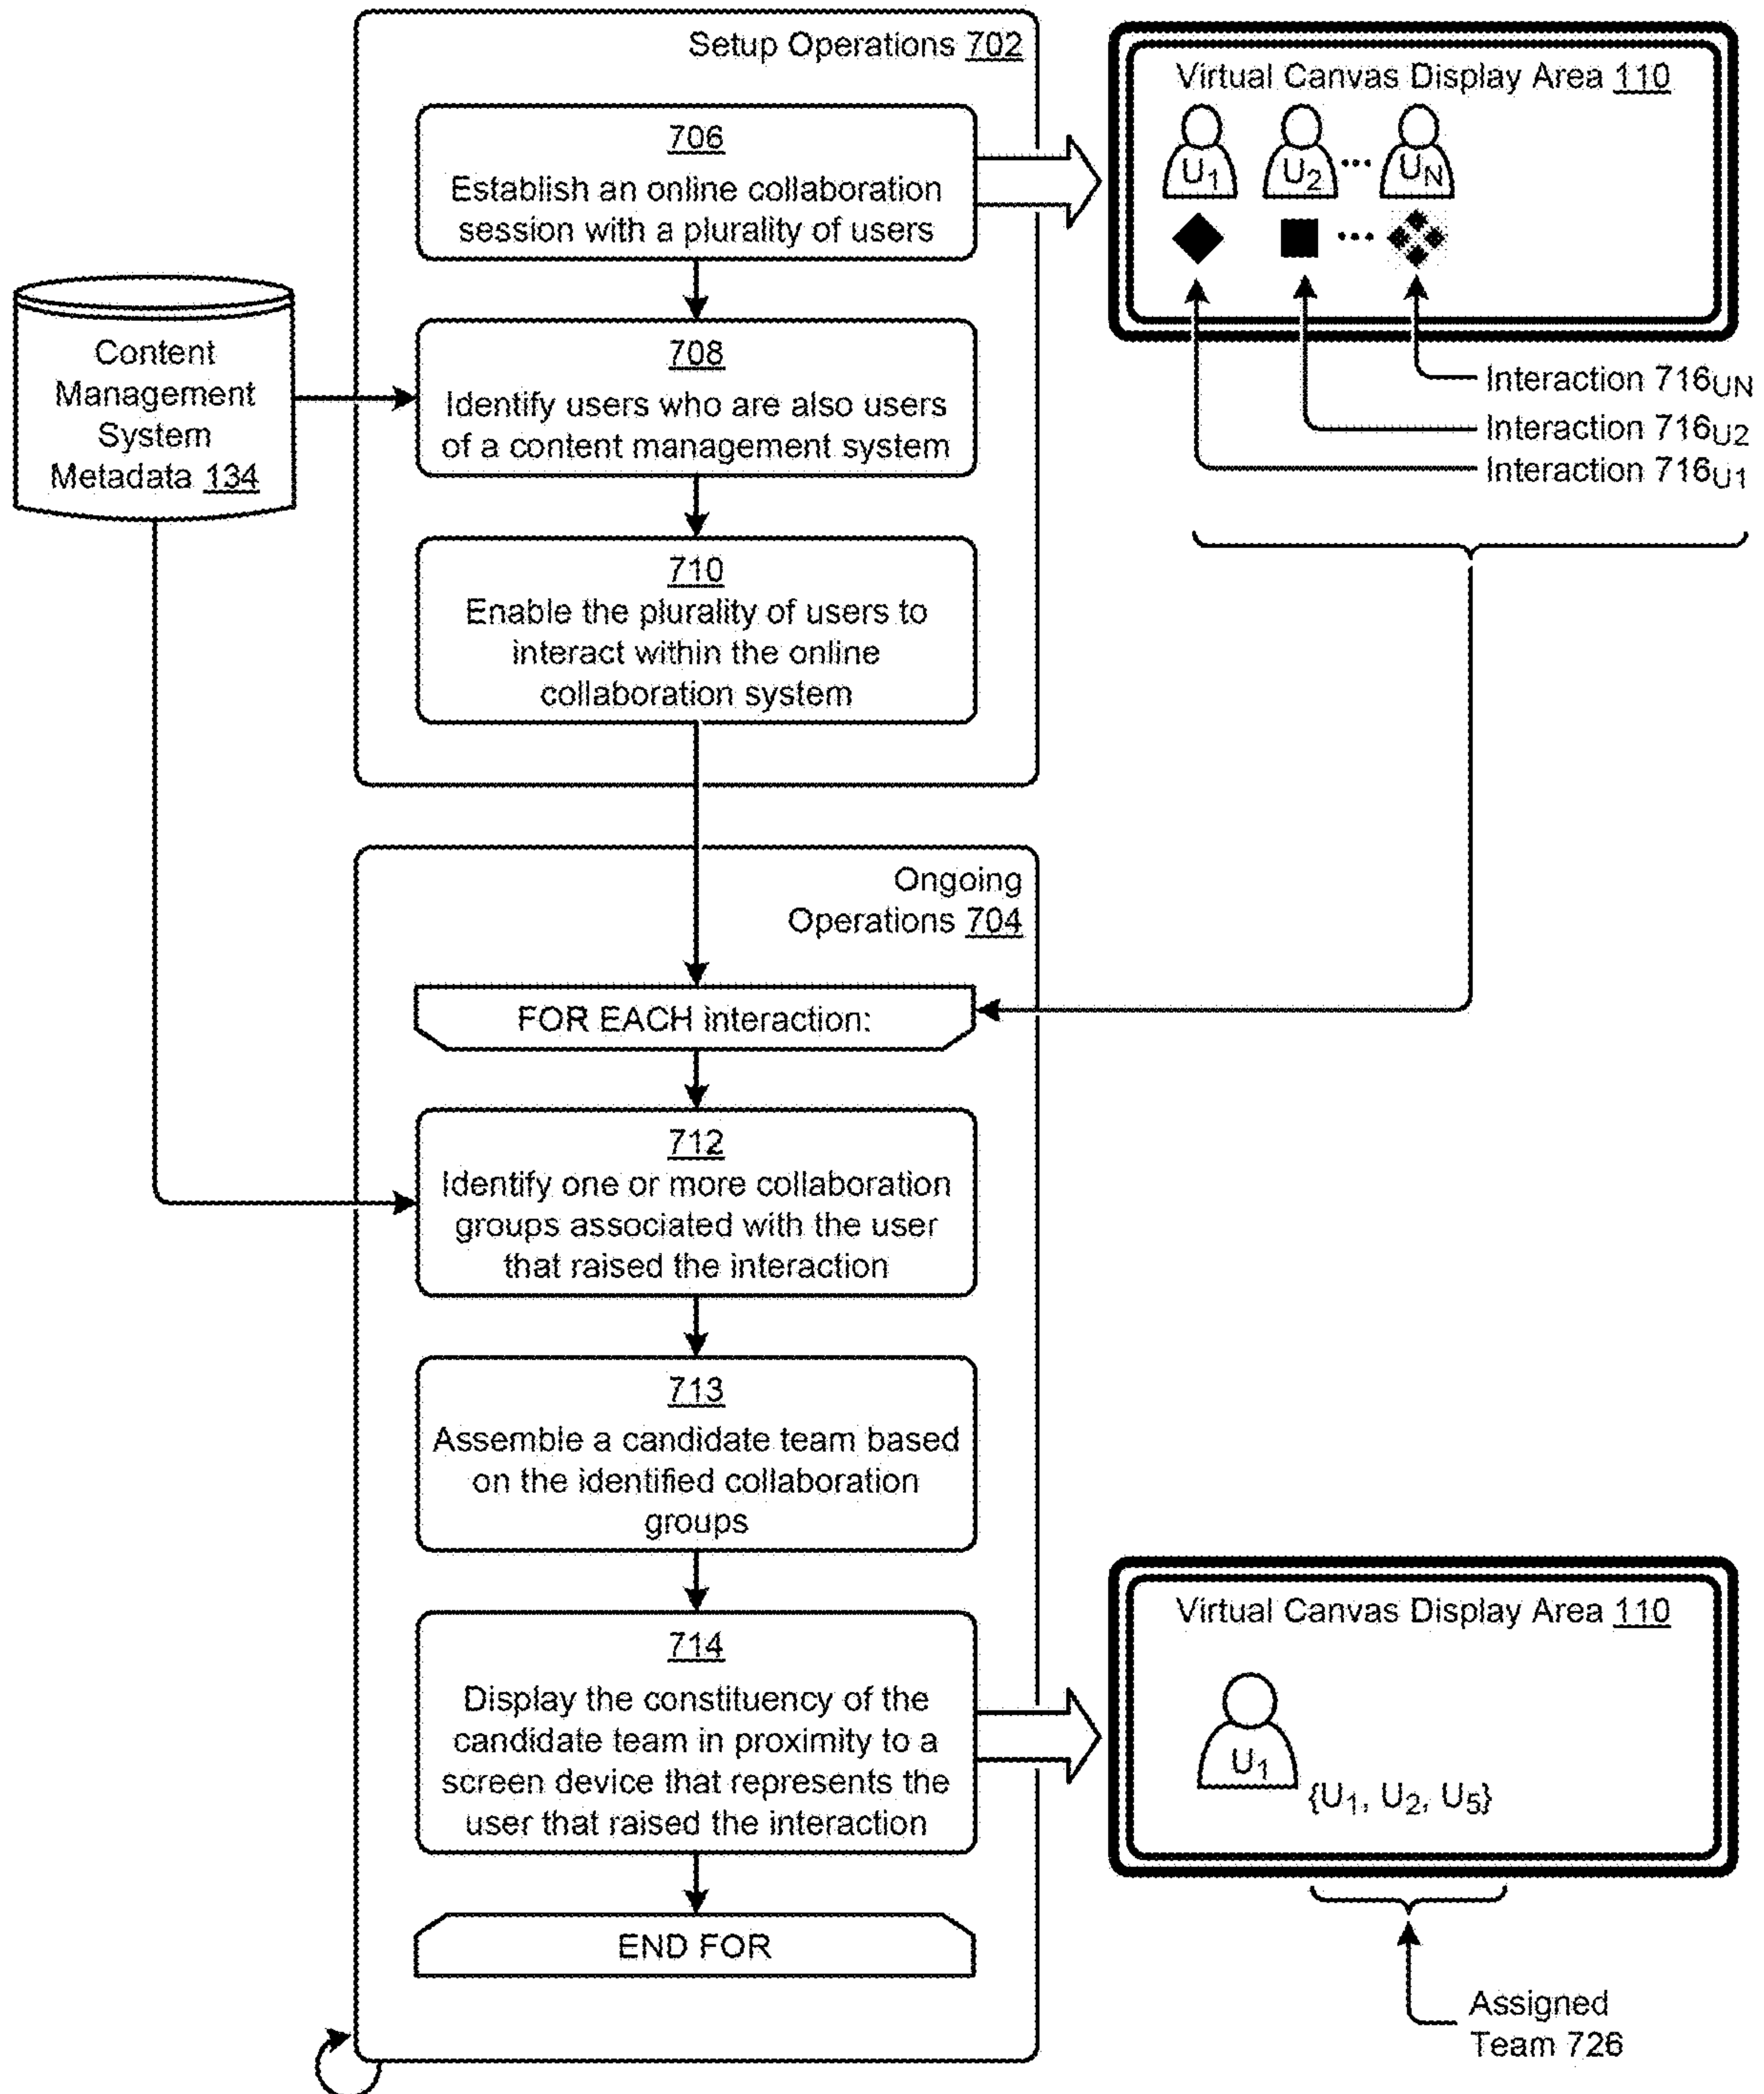 Setup Operations 702
706
Establish an online collaboration
session with a plurality of users
708
Identify users who are also users
of a content management system
710
Enable the plurality of users to
interact within the online
collaboration system
Content
Management
System
Metadata 134
Virtual Canvas Display Area 110
U1 U2 ... UN
...
Interaction 716UN
Interaction 716U2
Interaction 716U1
Ongoing
Operations 704
FOR EACH interaction:
712
Identify one or more collaboration
groups associated with the user
that raised the interaction
713
Assemble a candidate team based
on the identified collaboration
groups
714
Display the constituency of the
candidate team in proximity to a
screen device that represents the
user that raised the interaction
END FOR
Virtual Canvas Display Area 110
U1
{U1, U2, U5}
Assigned
Team 726